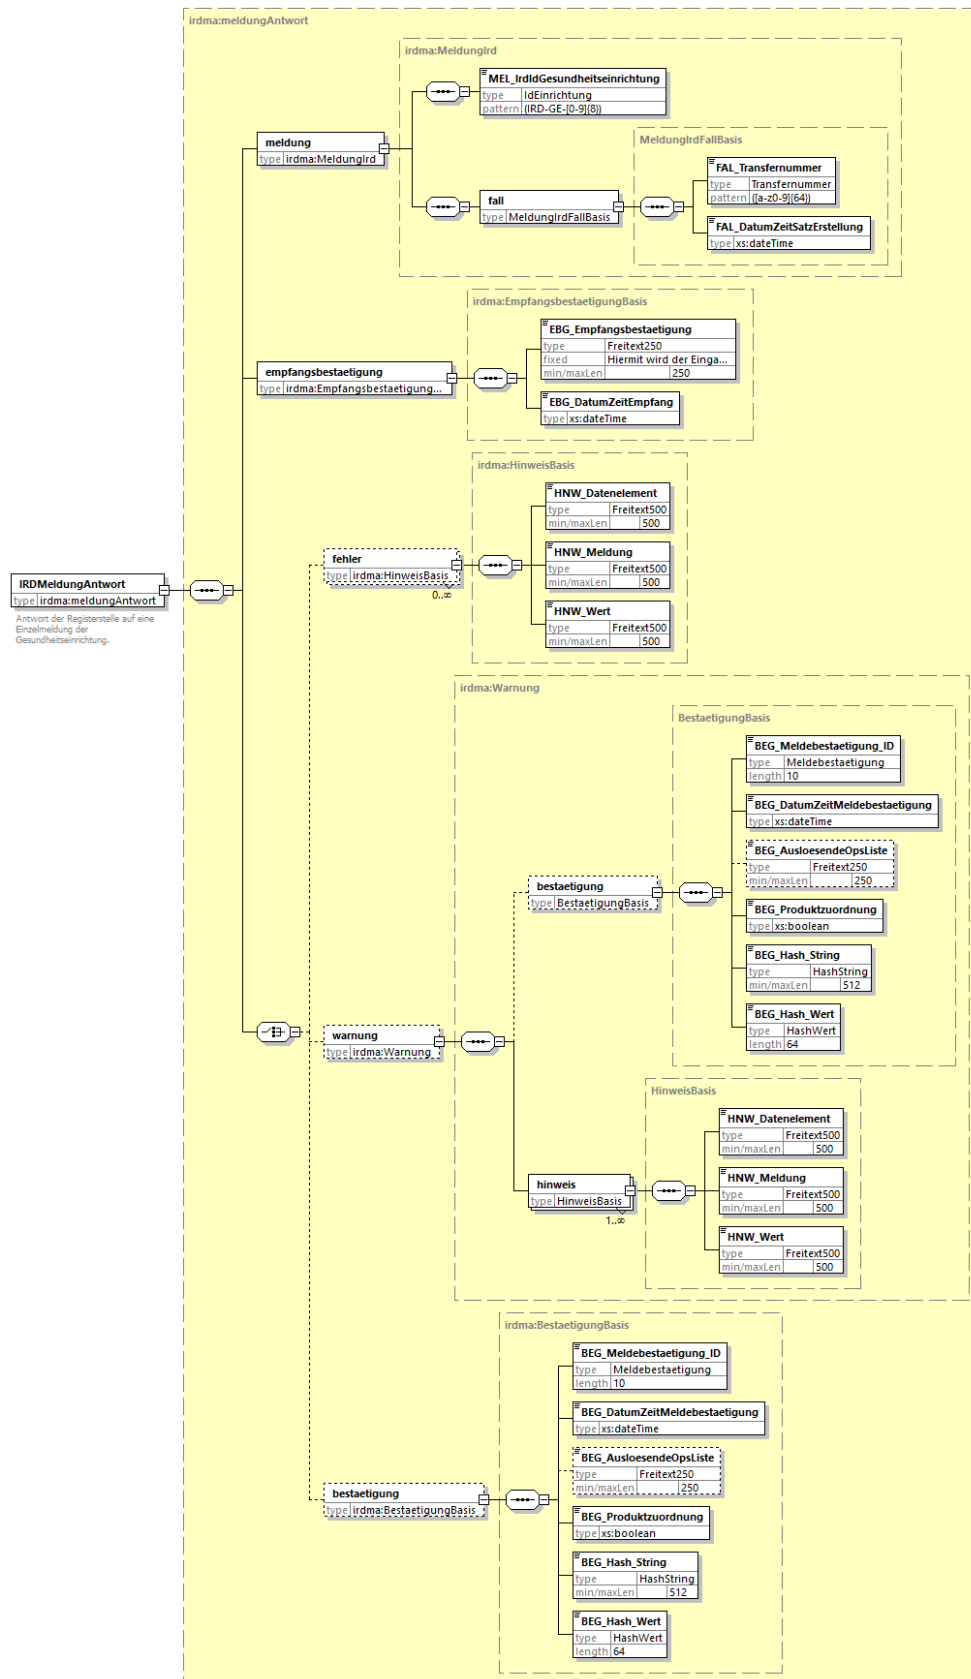 irdma:meldungAntwort
irdma:MeldungIrd
MEL_IrdIdGesundheitseinrichtung
type IdEinrichtung
pattern (IRD-GE-[0-9]{8})
MeldungIrdFallBasis
meldung
type irdma:MeldungIrd
FAL_Transfernummer
type Transfernummer
pattern ([a-z0-9]{64})
fall
type MeldungIrdFallBasis
FAL_DatumZeitSatzErstellung
type xs:dateTime
irdma:EmpfangsbestaetigungBasis
EBG_Empfangsbestaetigung
type Freitext250
fixed Hiermit wird der Einga...
min/maxLen 250
empfangsbestaetigung
type irdma:Empfangsbestaetigung...
EBG_DatumZeitEmpfang
type xs:dateTime
irdma:HinweisBasis
HNW_Datenelement
type Freitext500
min/maxLen 500
fehler
type irdma:HinweisBasis
0..∞
HNW_Meldung
type Freitext500
min/maxLen 500
HNW_Wert
type Freitext500
min/maxLen 500
IRDMeldungAntwort
type irdma:meldungAntwort
Antwort der Registerstelle auf eine
Einzelmeldung der
Gesundheitseinrichtung.
irdma:Warnung
BestaetigungBasis
BEG_Meldebestaetigung_ID
type Meldebestaetigung
length 10
BEG_DatumZeitMeldebestaetigung
type xs:dateTime
BEG_AusloesendeOpsListe
type Freitext250
min/maxLen 250
bestaetigung
type BestaetigungBasis
BEG_Produktzuordnung
type xs:boolean
BEG_Hash_String
type HashString
min/maxLen 512
BEG_Hash_Wert
type HashWert
length 64
warnung
type irdma:Warnung
HinweisBasis
HNW_Datenelement
type Freitext500
min/maxLen 500
hinweis
type HinweisBasis
1..∞
HNW_Meldung
type Freitext500
min/maxLen 500
HNW_Wert
type Freitext500
min/maxLen 500
irdma:BestaetigungBasis
BEG_Meldebestaetigung_ID
type Meldebestaetigung
length 10
BEG_DatumZeitMeldebestaetigung
type xs:dateTime
BEG_AusloesendeOpsListe
type Freitext250
min/maxLen 250
bestaetigung
type irdma:BestaetigungBasis
BEG_Produktzuordnung
type xs:boolean
BEG_Hash_String
type HashString
min/maxLen 512
BEG_Hash_Wert
type HashWert
length 64